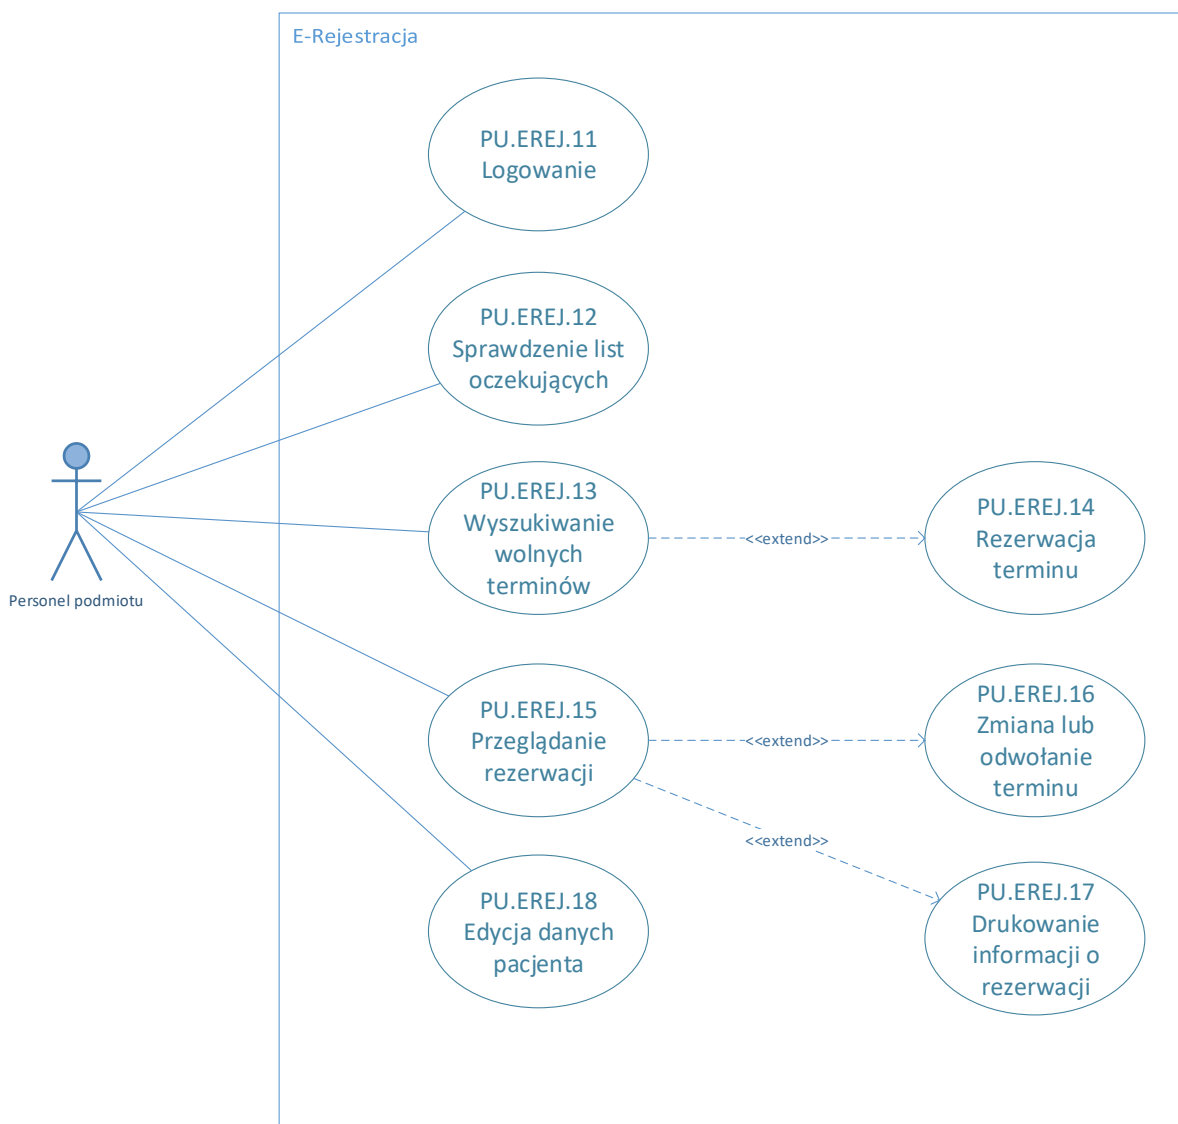 E-Rejestracja
PU.EREJ.11
Logowanie
PU.EREJ.12
Sprawdzenie list
oczekujących
PU.EREJ.13
Wyszukiwanie
wolnych
terminów
<<extend>>
PU.EREJ.14
Rezerwacja
terminu
Personel podmiotu
PU.EREJ.15
Przeglądanie
rezerwacji
<<extend>>
PU.EREJ.16
Zmiana lub
odwołanie
terminu
<<extend>>
PU.EREJ.18
Edycja danych
pacjenta
PU.EREJ.17
Drukowanie
informacji o
rezerwacji